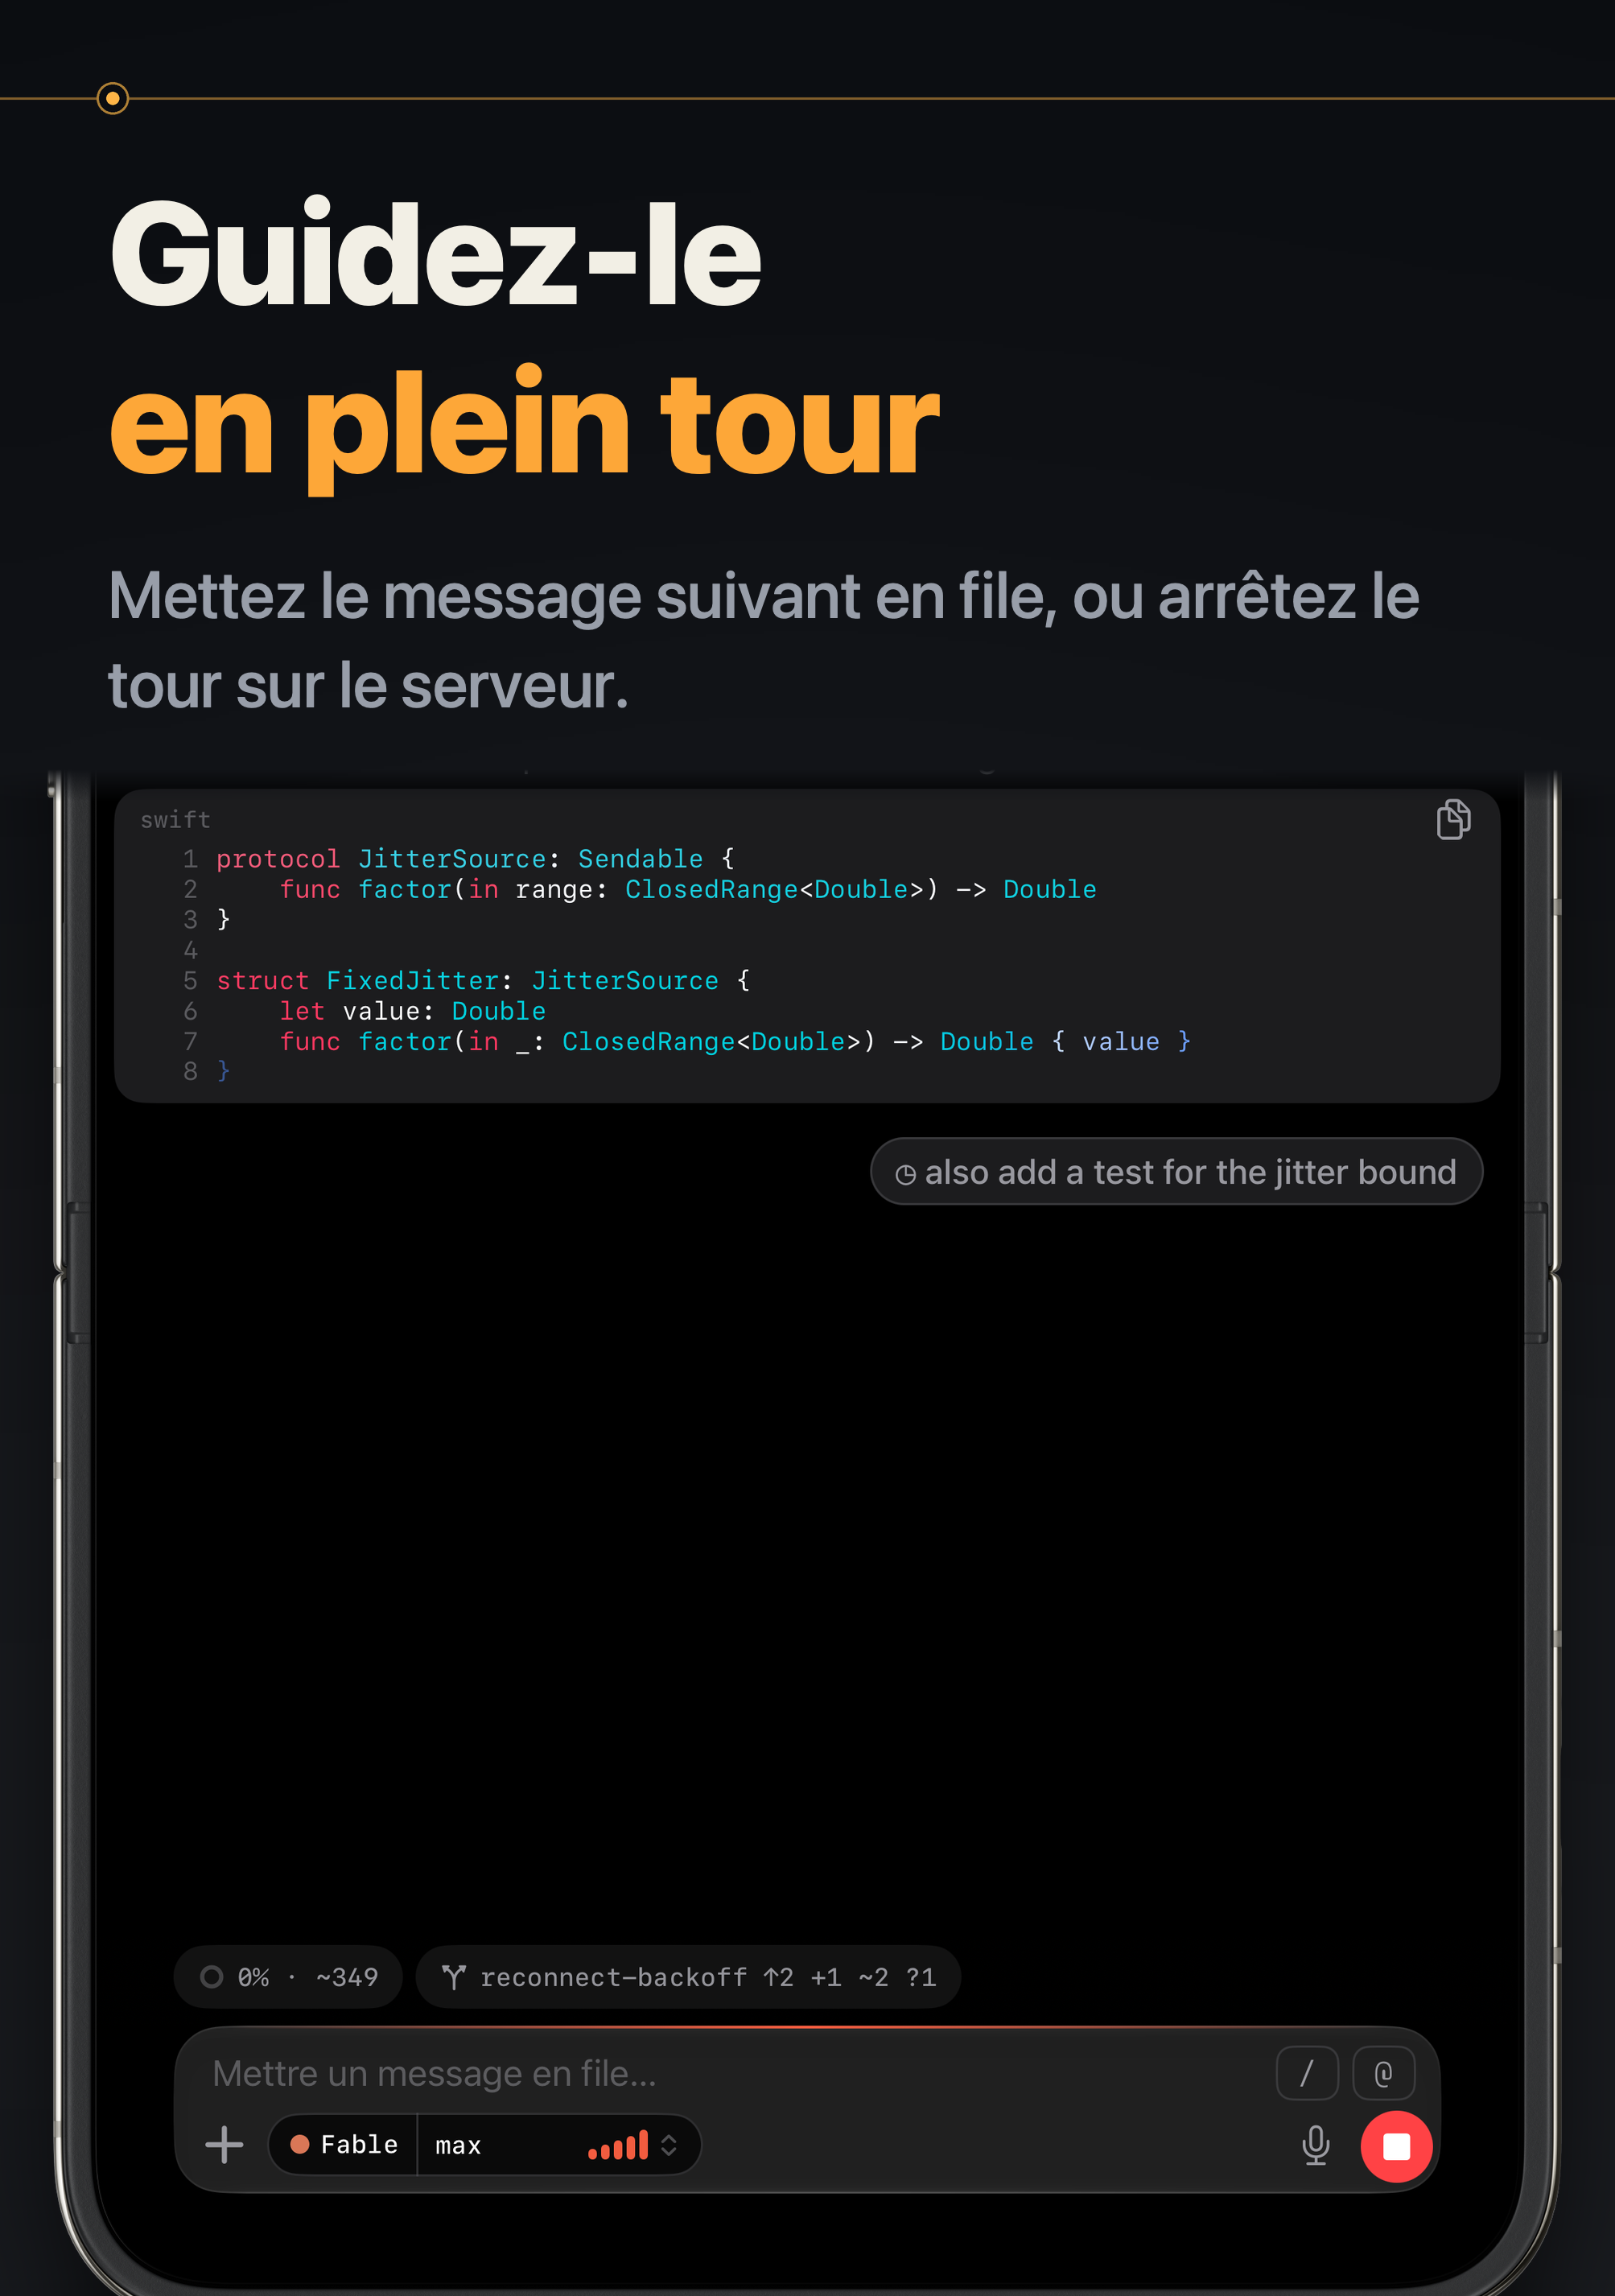 Guidez-le
en plein tour
Mettez le message suivant en file, ou arrêtez le
tour sur le serveur.
swift
1 protocol JitterSource: Sendable {
2     func factor(in range: ClosedRange<Double>) -> Double
3 }
4
5 struct FixedJitter: JitterSource {
6     let value: Double
7     func factor(in _: ClosedRange<Double>) -> Double { value }
8 }
also add a test for the jitter bound
0% · ~349
reconnect-backoff ↑2 +1 ~2 ?1
Mettre un message en file...
/ @
Fable max